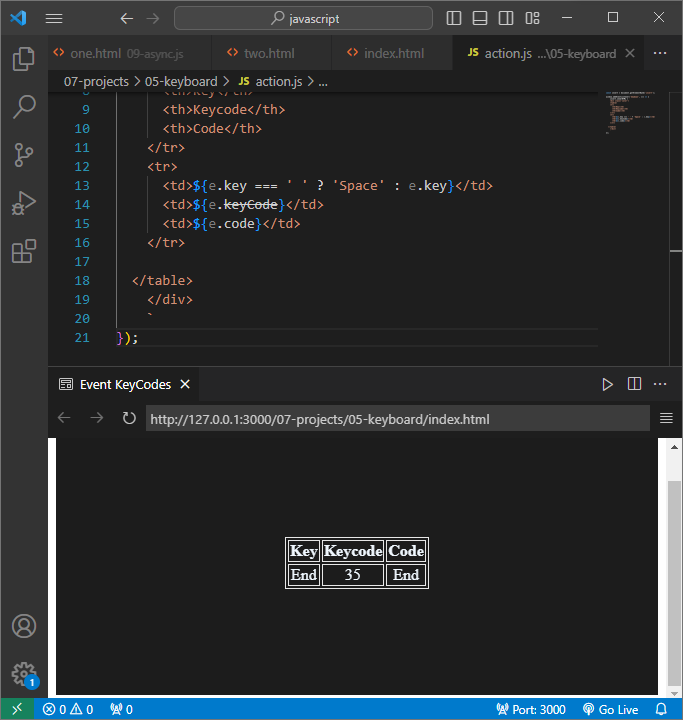 javascript
one.html 09-async.js
two.html
index.html
JS action.js ...\05-keyboard
07-projects > 05-keyboard > JS action.js > ...
9 <th>Keycode</th>
10 <th>Code</th>
11 </tr>
12 <tr>
13 <td>${e.key === ' ' ? 'Space' : e.key}</td>
14 <td>${e.keyCode}</td>
15 <td>${e.code}</td>
16 </tr>
17
18 </table>
19 </div>
20 `
21 });
Event KeyCodes
http://127.0.0.1:3000/07-projects/05-keyboard/index.html
Key Keycode Code
End 35 End
1
0 0 0 Port: 3000 Go Live